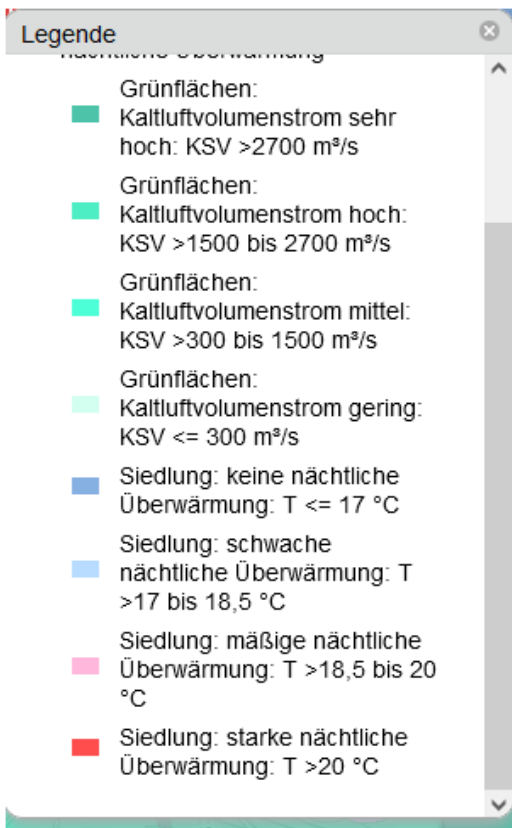 Legende
nächtliche Überwärmung
Grünflächen:
Kaltluftvolumenstrom sehr
hoch: KSV >2700 m³/s
Grünflächen:
Kaltluftvolumenstrom hoch:
KSV >1500 bis 2700 m³/s
Grünflächen:
Kaltluftvolumenstrom mittel:
KSV >300 bis 1500 m³/s
Grünflächen:
Kaltluftvolumenstrom gering:
KSV <= 300 m³/s
Siedlung: keine nächtliche
Überwärmung: T <= 17 °C
Siedlung: schwache
nächtliche Überwärmung: T
>17 bis 18,5 °C
Siedlung: mäßige nächtliche
Überwärmung: T >18,5 bis 20
°C
Siedlung: starke nächtliche
Überwärmung: T >20 °C